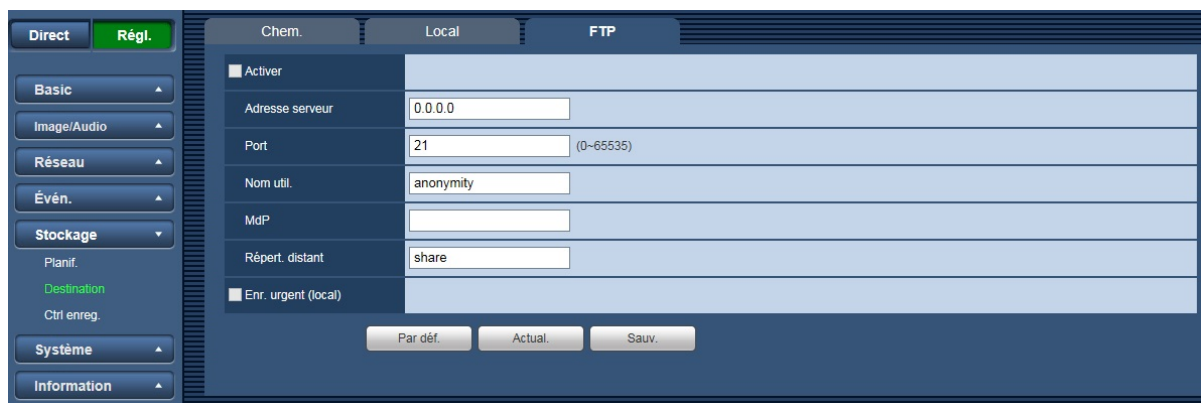 Direct
Régl.
Chem.
Local
FTP
Basic
Image/Audio
Réseau
Évén.
Stockage
Planif.
Destination
Ctrl enreg.
Système
Information
Activer
Adresse serveur
0.0.0.0
Port
21
(0~65535)
Nom util.
anonymity
MdP
Répert. distant
share
Enr. urgent (local)
Par déf.
Actual.
Sauv.